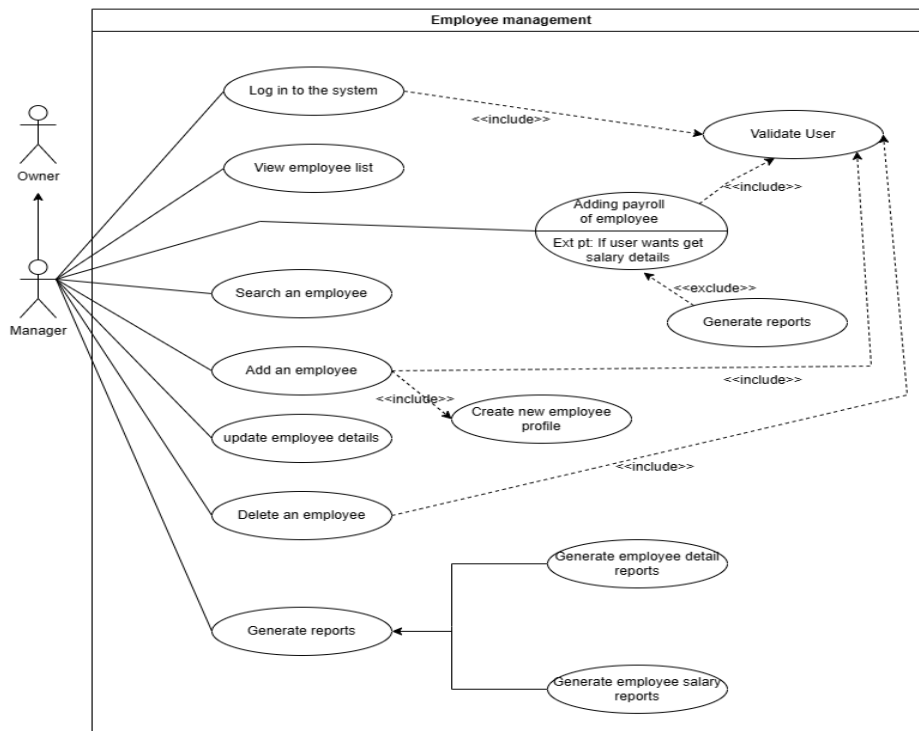 Employee management
Log in to the system
<<include>>
Validate User
Owner
View employee list
<<include>>
Adding payroll
of employee
Ext pt: If user wants get
salary details
Manager
Search an employee
<<exclude>>
Generate reports
Add an employee
<<include>>
<<include>>
Create new employee
profile
update employee details
<<include>>
Delete an employee
Generate employee detail
reports
Generate reports
Generate employee salary
reports